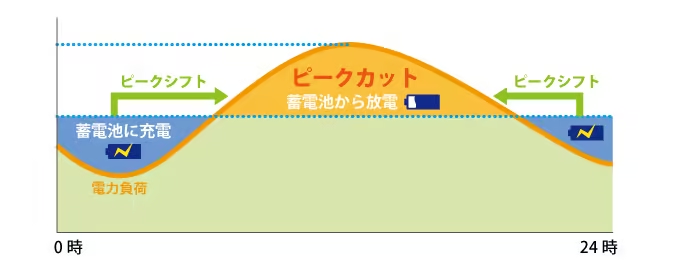 ピークカット
ピークシフト
ピークシフト
蓄電池から放電
蓄電池に充電
電力負荷
0時
24時